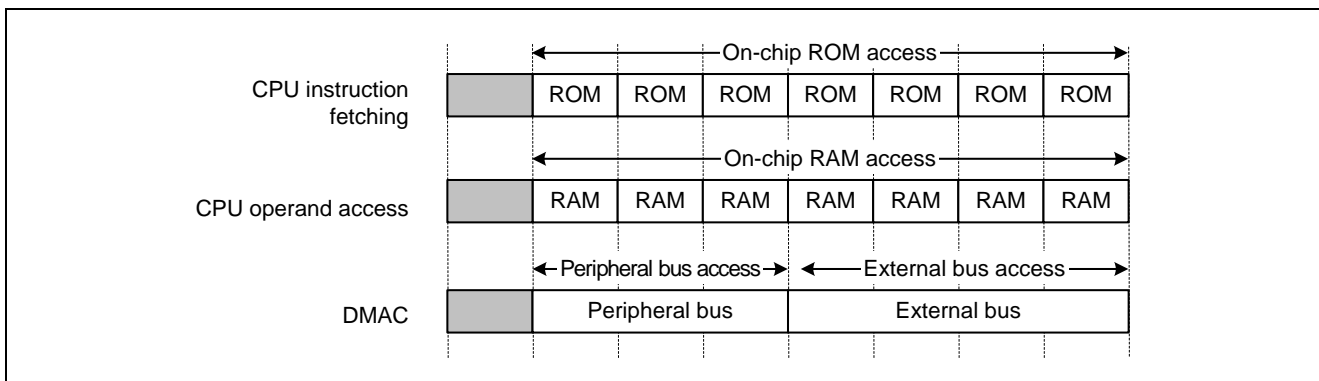 On-chip ROM access
CPU instruction
fetching
ROM ROM ROM ROM ROM ROM ROM
On-chip RAM access
CPU operand access
RAM RAM RAM RAM RAM RAM RAM
Peripheral bus access External bus access
DMAC
Peripheral bus External bus